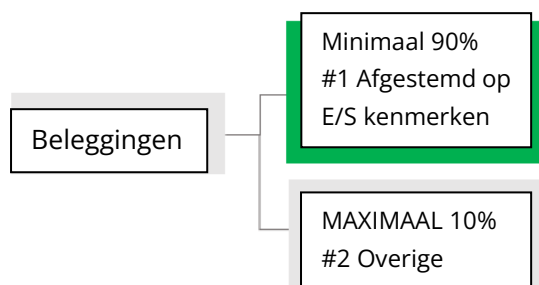 Beleggingen
Minimaal 90%
#1 Afgestemd op
E/S kenmerken
MAXIMAAL 10%
#2 Overige